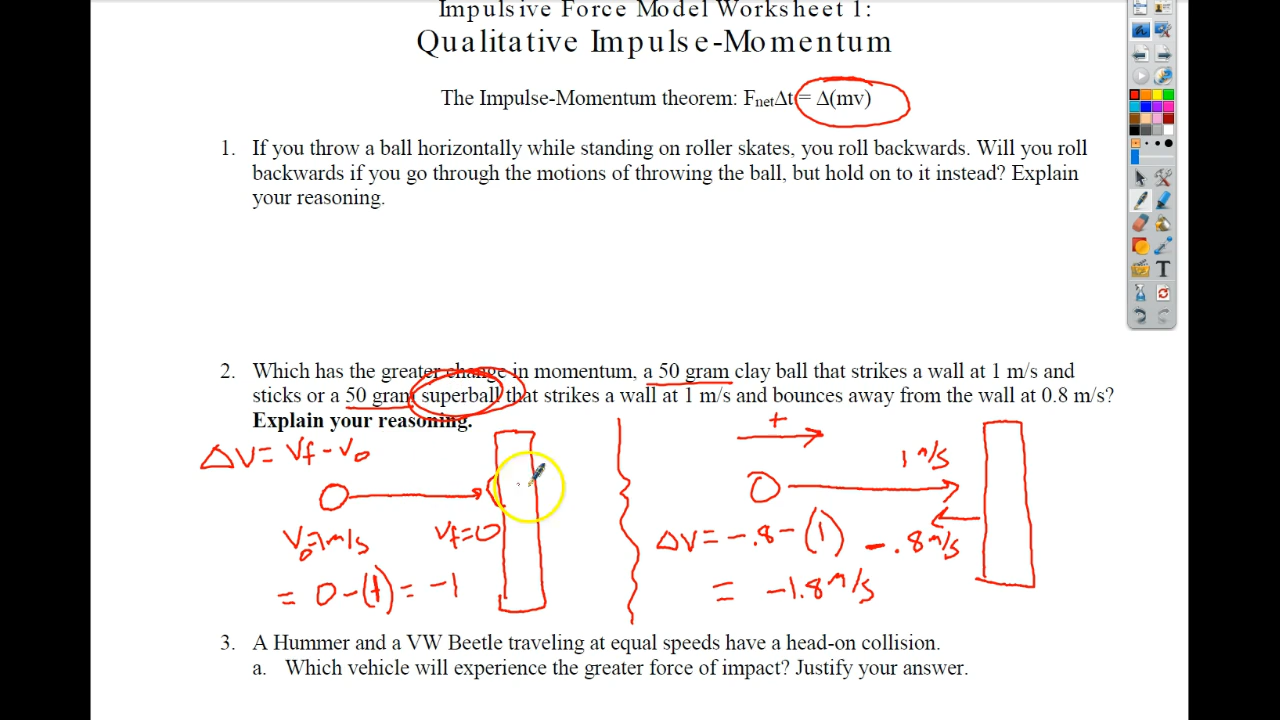 Impulsive Force Model Worksheet 1:
Qualitative Impulse-Momentum
The Impulse-Momentum theorem: FnetΔt = Δ(mv)
1. If you throw a ball horizontally while standing on roller skates, you roll backwards. Will you roll
backwards if you go through the motions of throwing the ball, but hold on to it instead? Explain
your reasoning.
2. Which has the greater change in momentum, a 50 gram clay ball that strikes a wall at 1 m/s and
sticks or a 50 gram superball that strikes a wall at 1 m/s and bounces away from the wall at 0.8 m/s?
Explain your reasoning.
ΔV = Vf - Vo
Vo=1m/s
Vf=0
= 0-(1) = -1
+
1 m/s
ΔV = -.8 - (1)
-.8 m/s
= -1.8 m/s
3. A Hummer and a VW Beetle traveling at equal speeds have a head-on collision.
a. Which vehicle will experience the greater force of impact? Justify your answer.
T